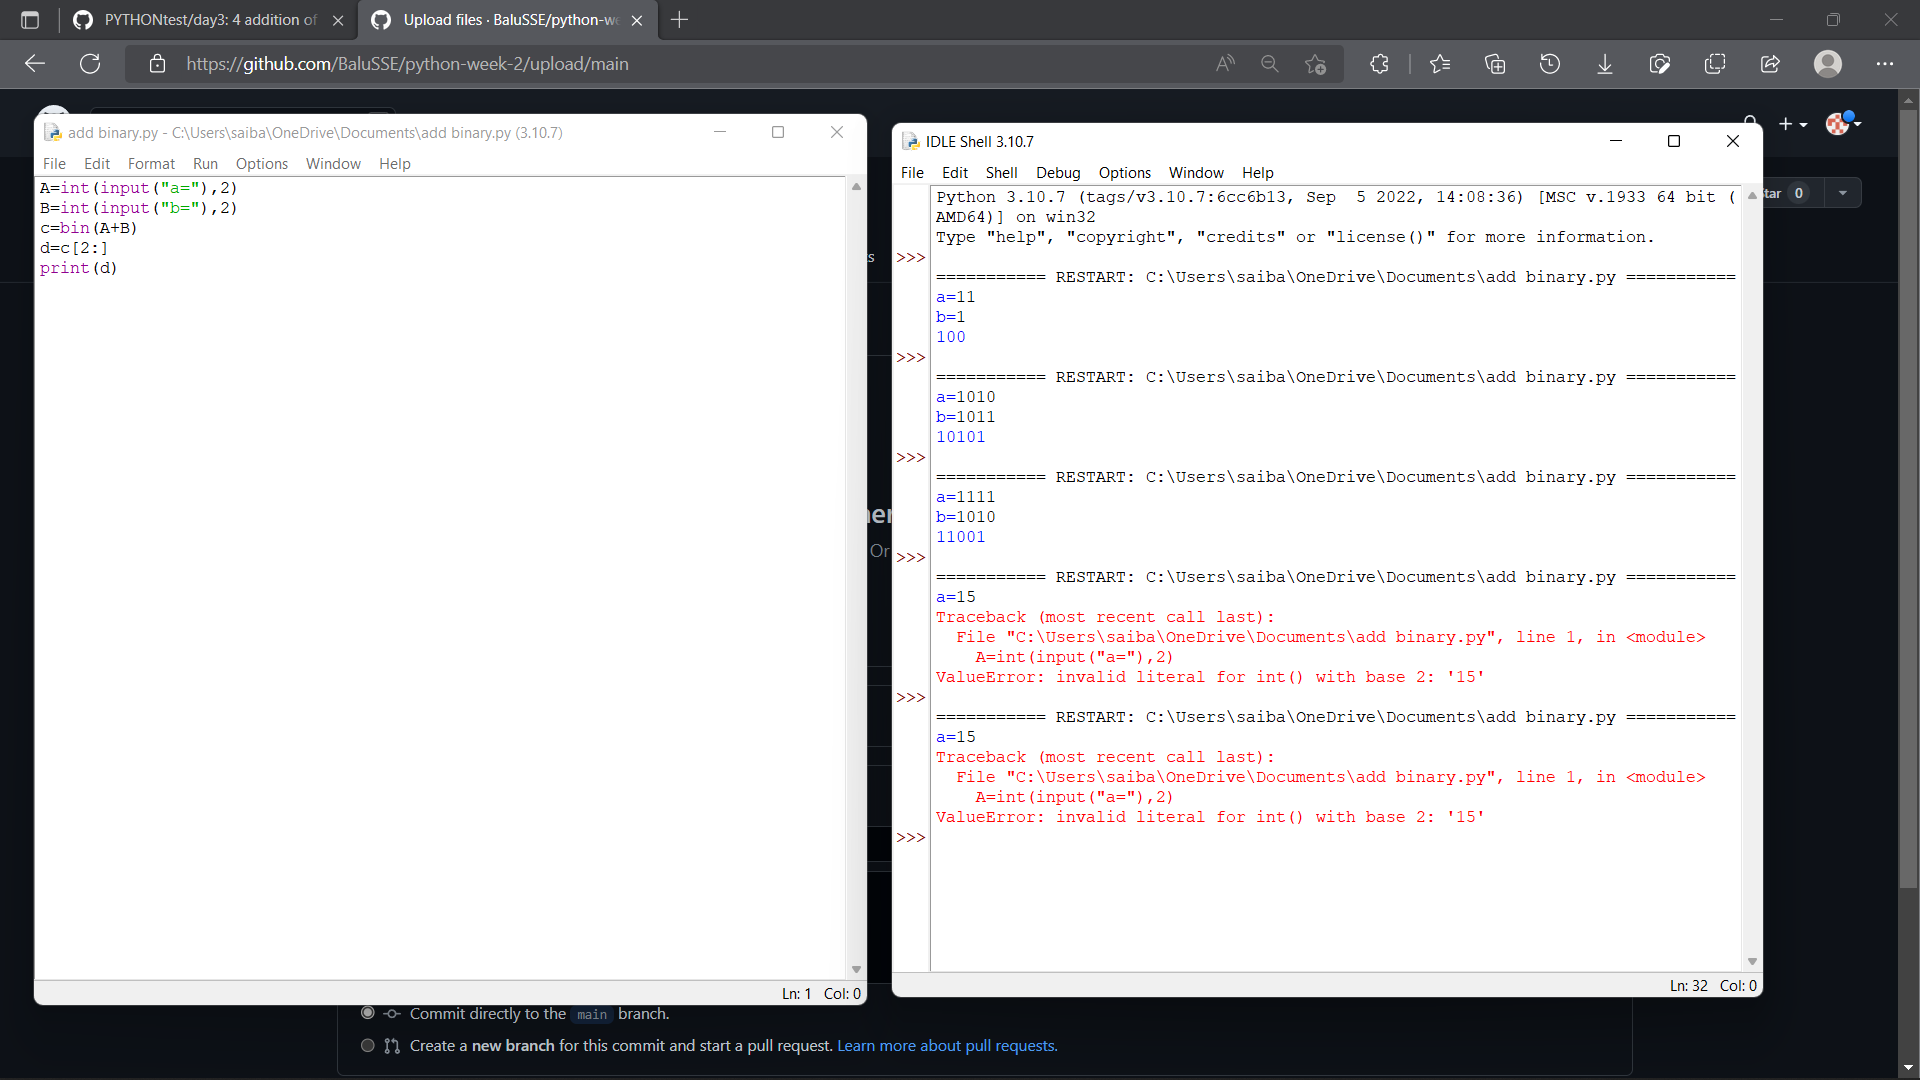 PYTHONtest/day3: 4 addition of
Upload files · BaluSSE/python-we
https://github.com/BaluSSE/python-week-2/upload/main
add binary.py - C:\Users\saiba\OneDrive\Documents\add binary.py (3.10.7)
File Edit Format Run Options Window Help
A=int(input("a="),2)
B=int(input("b="),2)
c=bin(A+B)
d=c[2:]
print(d)
Ln: 1 Col: 0
IDLE Shell 3.10.7
File Edit Shell Debug Options Window Help
Python 3.10.7 (tags/v3.10.7:6cc6b13, Sep  5 2022, 14:08:36) [MSC v.1933 64 bit (
AMD64)] on win32
Type "help", "copyright", "credits" or "license()" for more information.
>>>
=========== RESTART: C:\Users\saiba\OneDrive\Documents\add binary.py ===========
a=11
b=1
100
>>>
=========== RESTART: C:\Users\saiba\OneDrive\Documents\add binary.py ===========
a=1010
b=1011
10101
>>>
=========== RESTART: C:\Users\saiba\OneDrive\Documents\add binary.py ===========
a=1111
b=1010
11001
>>>
=========== RESTART: C:\Users\saiba\OneDrive\Documents\add binary.py ===========
a=15
Traceback (most recent call last):
  File "C:\Users\saiba\OneDrive\Documents\add binary.py", line 1, in <module>
    A=int(input("a="),2)
ValueError: invalid literal for int() with base 2: '15'
>>>
=========== RESTART: C:\Users\saiba\OneDrive\Documents\add binary.py ===========
a=15
Traceback (most recent call last):
  File "C:\Users\saiba\OneDrive\Documents\add binary.py", line 1, in <module>
    A=int(input("a="),2)
ValueError: invalid literal for int() with base 2: '15'
>>>
Ln: 32 Col: 0
tar 0
Or
Commit directly to the main branch.
Create a new branch for this commit and start a pull request. Learn more about pull requests.